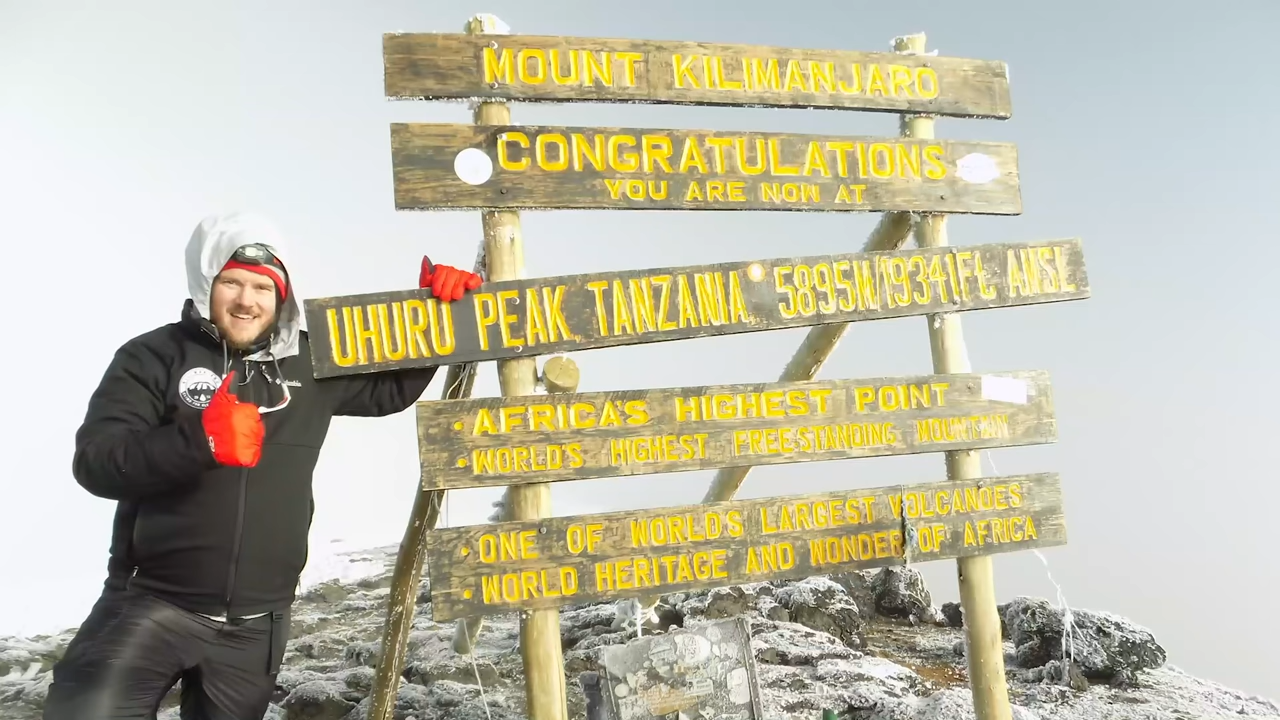 MOUNT KILIMANJARO
CONGRATULATIONS
YOU ARE NOW AT
UHURU PEAK TANZANIA 5895M/19341Ft AMSL
• AFRICA'S HIGHEST POINT
• WORLD'S HIGHEST FREESTANDING MOUNTAIN
• ONE OF WORLD'S LARGEST VOLCANOES
• WORLD HERITAGE AND WONDER OF AFRICA
Columbia